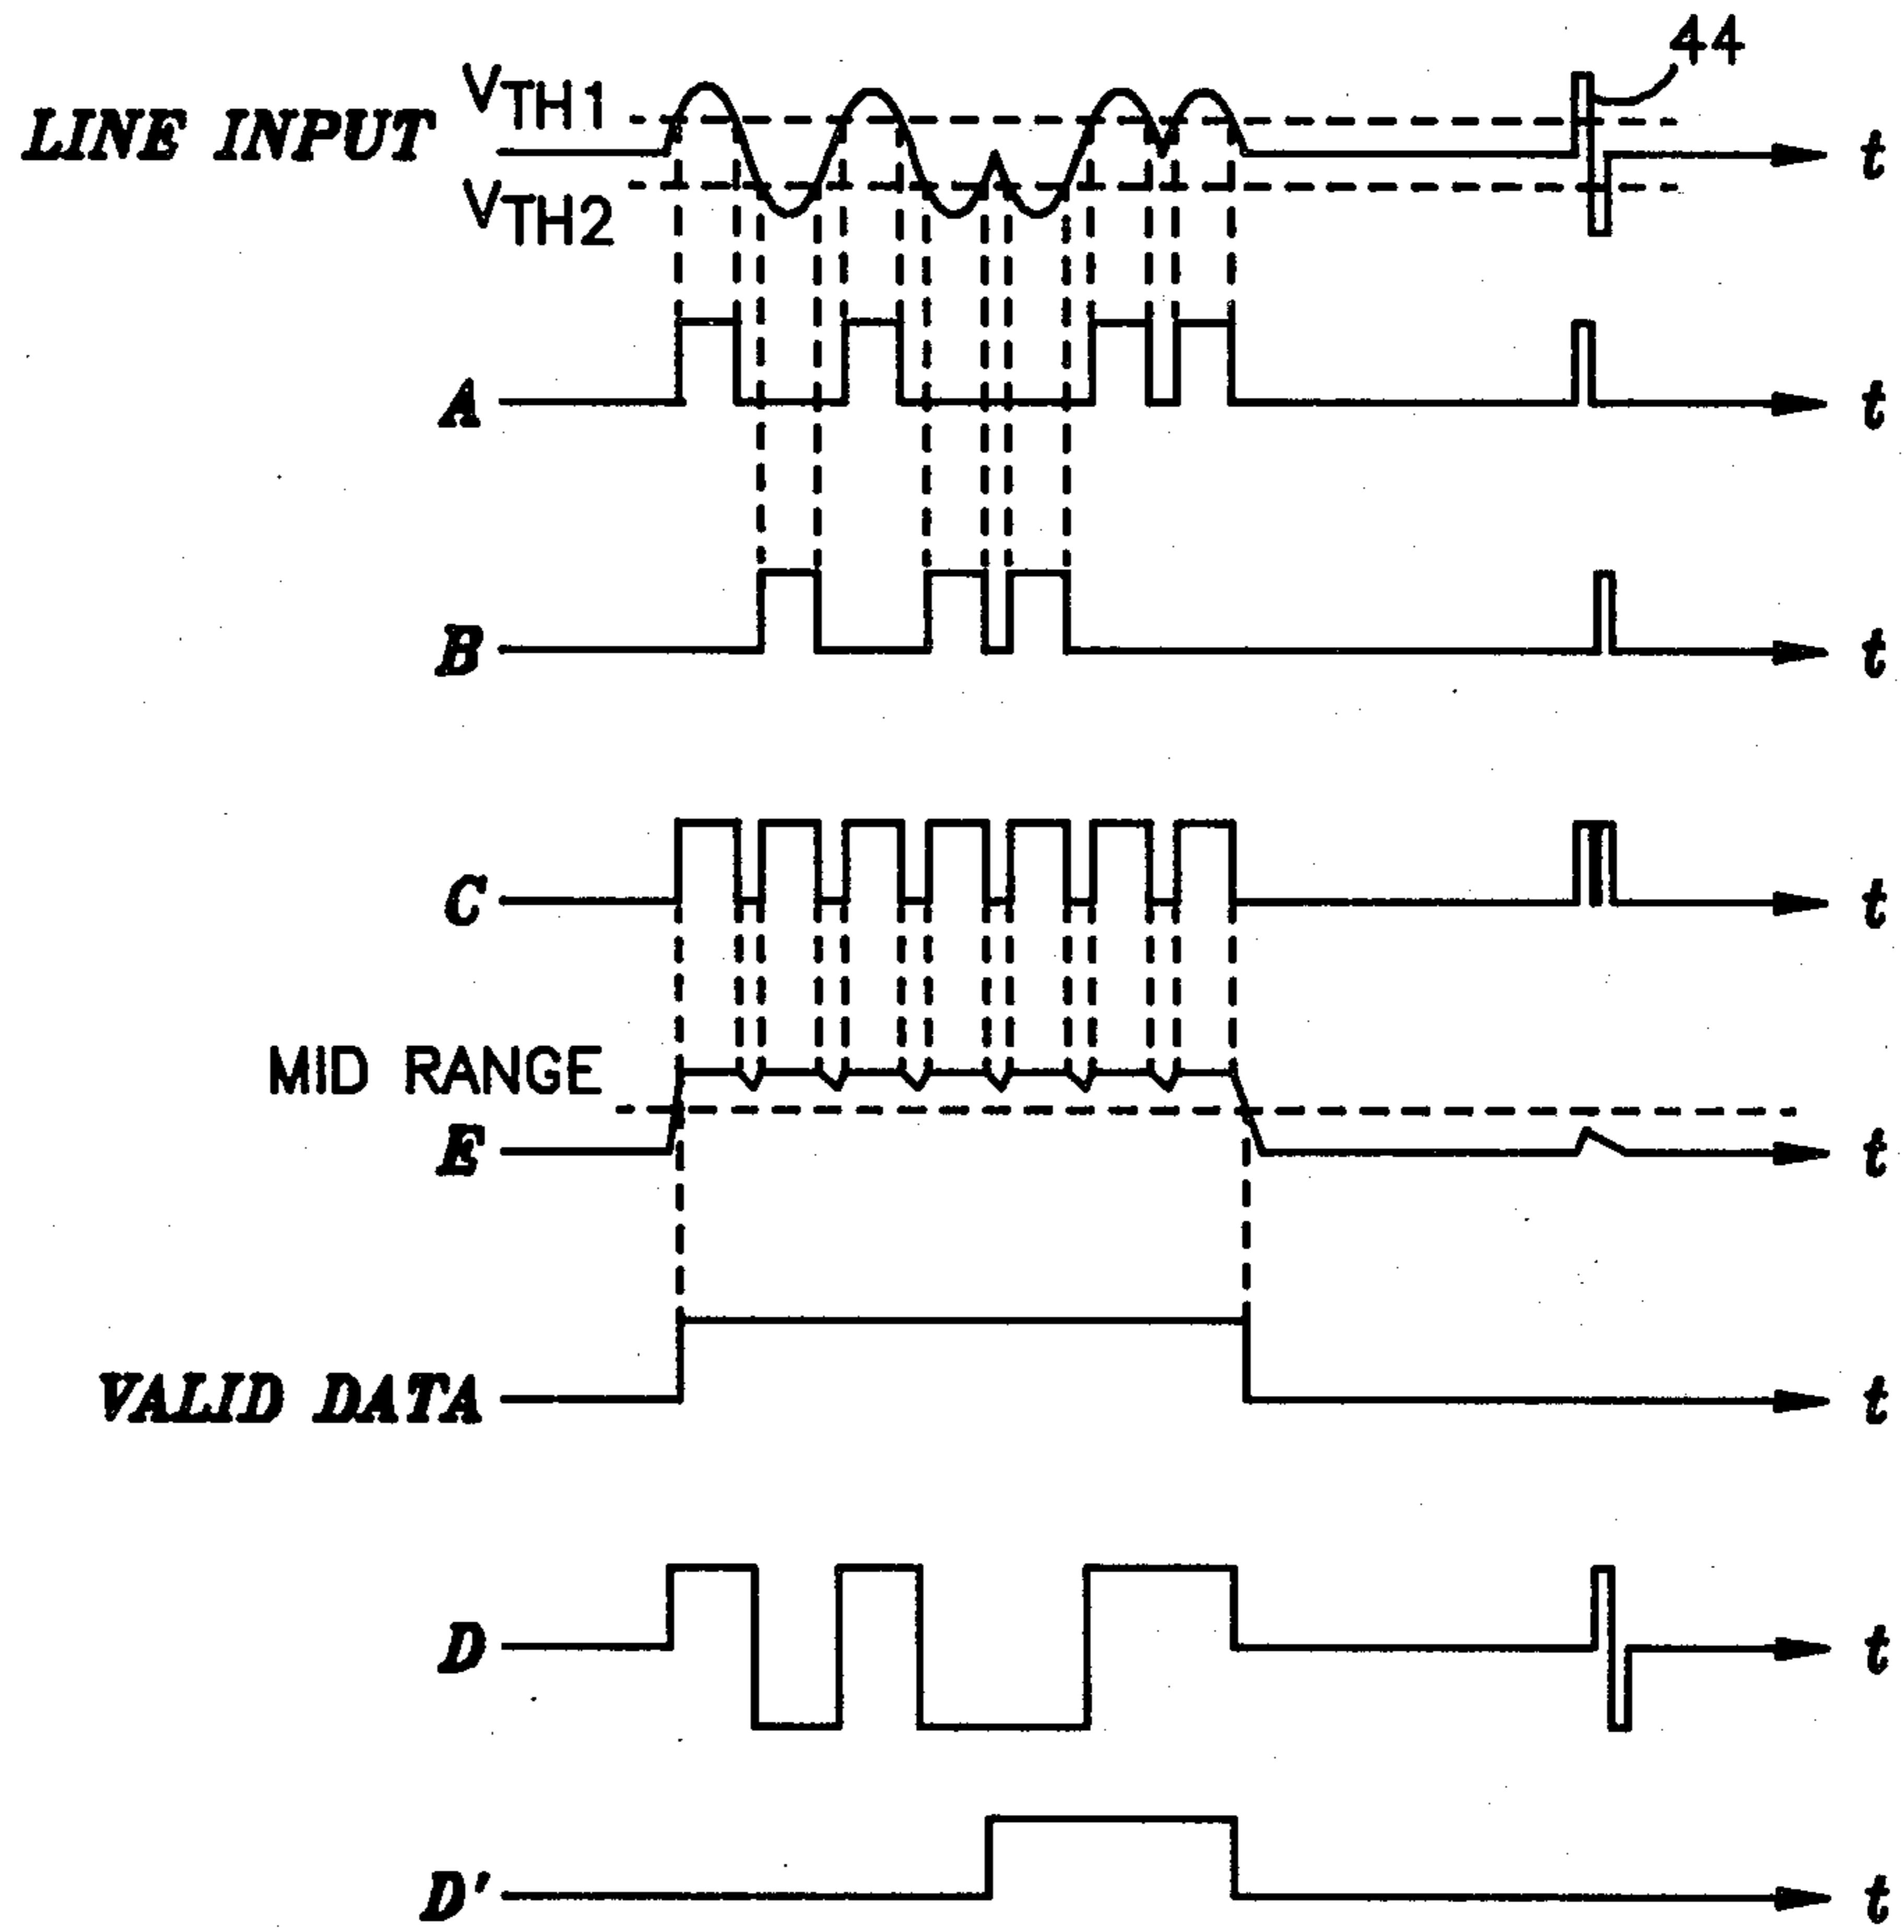 44
VTH1
LINE INPUT
t
VTH2
A
t
B
t
C
t
MID RANGE
E
t
VALID DATA
t
D
t
D'
t